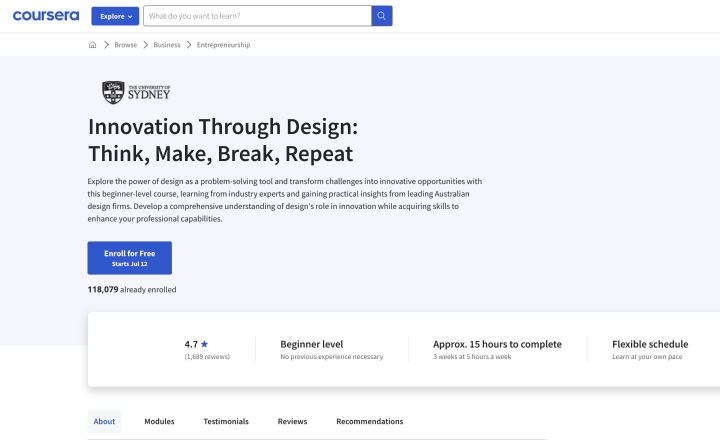 coursera
Explore
What do you want to learn?
Browse
Business
Entrepreneurship
THE UNIVERSITY OF
SYDNEY
Innovation Through Design:
Think, Make, Break, Repeat
Explore the power of design as a problem-solving tool and transform challenges into innovative opportunities with
this beginner-level course, learning from industry experts and gaining practical insights from leading Australian
design firms. Develop a comprehensive understanding of design's role in innovation while acquiring skills to
enhance your professional capabilities.
Enroll for Free
Starts Jul 12
118,079 already enrolled
4.7
(1,689 reviews)
Beginner level
No previous experience necessary
Approx. 15 hours to complete
3 weeks at 5 hours a week
Flexible schedule
Learn at your own pace
About
Modules
Testimonials
Reviews
Recommendations